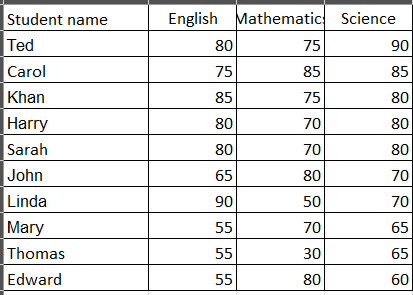 Student name English Mathematics Science
Ted 80 75 90
Carol 75 85 85
Khan 85 75 80
Harry 80 70 80
Sarah 80 70 80
John 65 80 70
Linda 90 50 70
Mary 55 70 65
Thomas 55 30 65
Edward 55 80 60